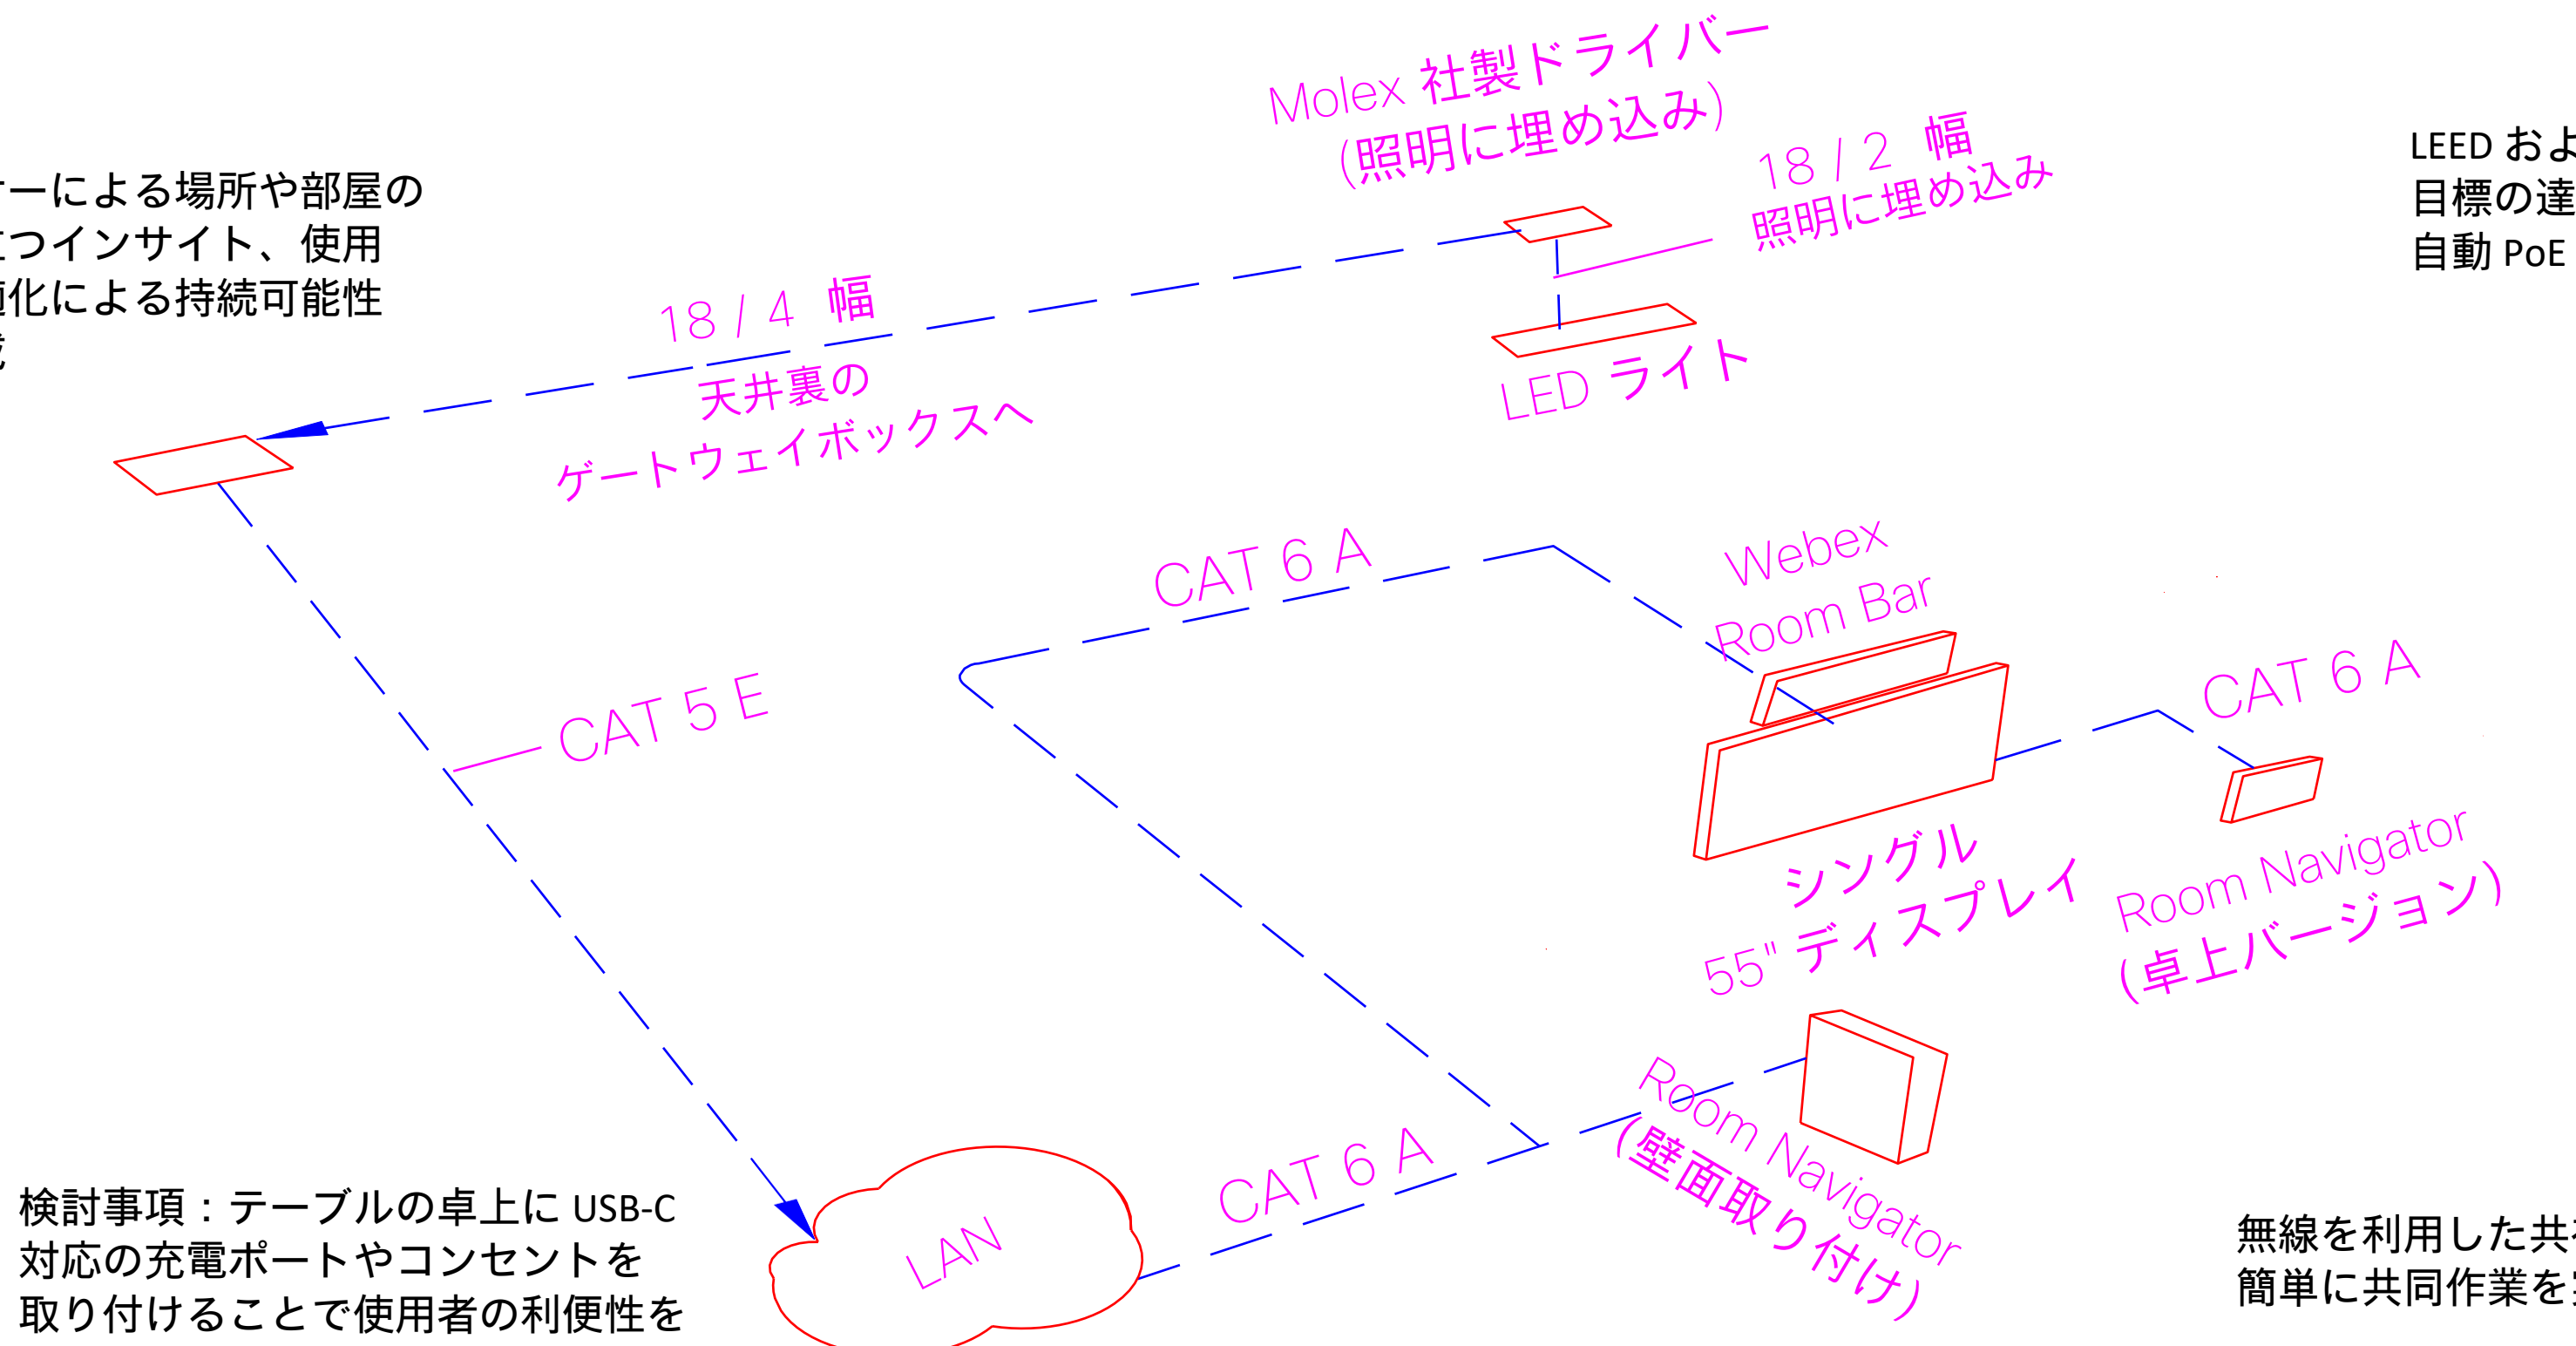 Molex 社製ドライバー
(照明に埋め込み)
18 / 2 幅
照明に埋め込み
LEED およ
目標の達
自動 PoE
ーによる場所や部屋の
つインサイト、使用
化による持続可能性
18 / 4 幅
天井裏の
ゲートウェイボックスへ
LED ライト
CAT 6 A
Webex
Room Bar
CAT 5 E
CAT 6 A
シングル
55" ディスプレイ
Room Navigator
(卓上バージョン)
Room Navigator
(壁面取り付け)
CAT 6 A
LAN
検討事項：テーブルの卓上に USB-C
対応の充電ポートやコンセントを
取り付けることで使用者の利便性を
無線を利用した共
簡単に共同作業を